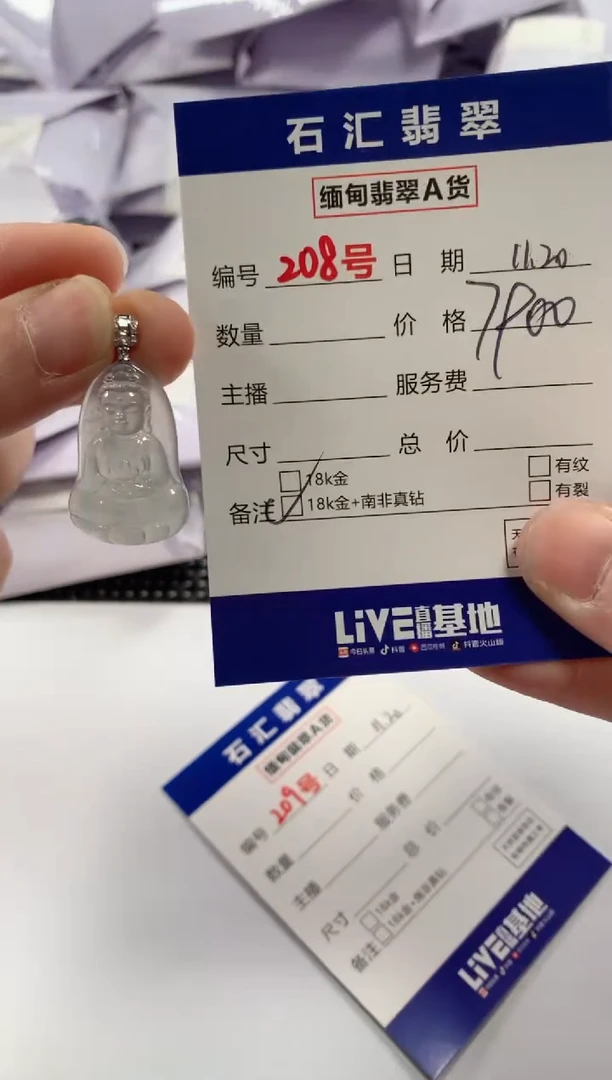 石汇翡翠
缅甸翡翠A货
编号 208号 日 期 11.20
数量 价 格 7900
主播 服务费
尺寸 总 价
18k金 有纹
备注 18k金+南非真钻 有裂
LiVE直播基地
今日头条 抖音 西瓜视频 抖音火山版
石汇翡翠
缅甸翡翠A货
编号 209号 日 期 11.20
数量 价 格
主播 服务费
尺寸 总 价
18k金
备注 18k金+南非真钻
LiVE直播基地